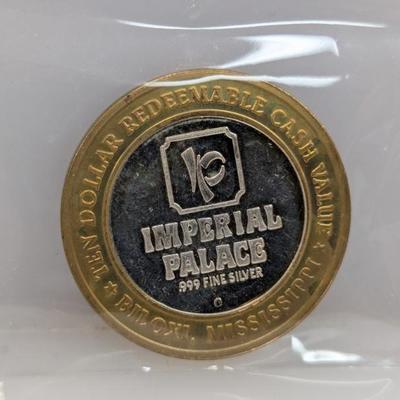 TEN DOLLAR REDEEMABLE CASH VALUE
IP
IMPERIAL
PALACE
.999 FINE SILVER
O
★ BILOXI, MISSISSIPPI ★